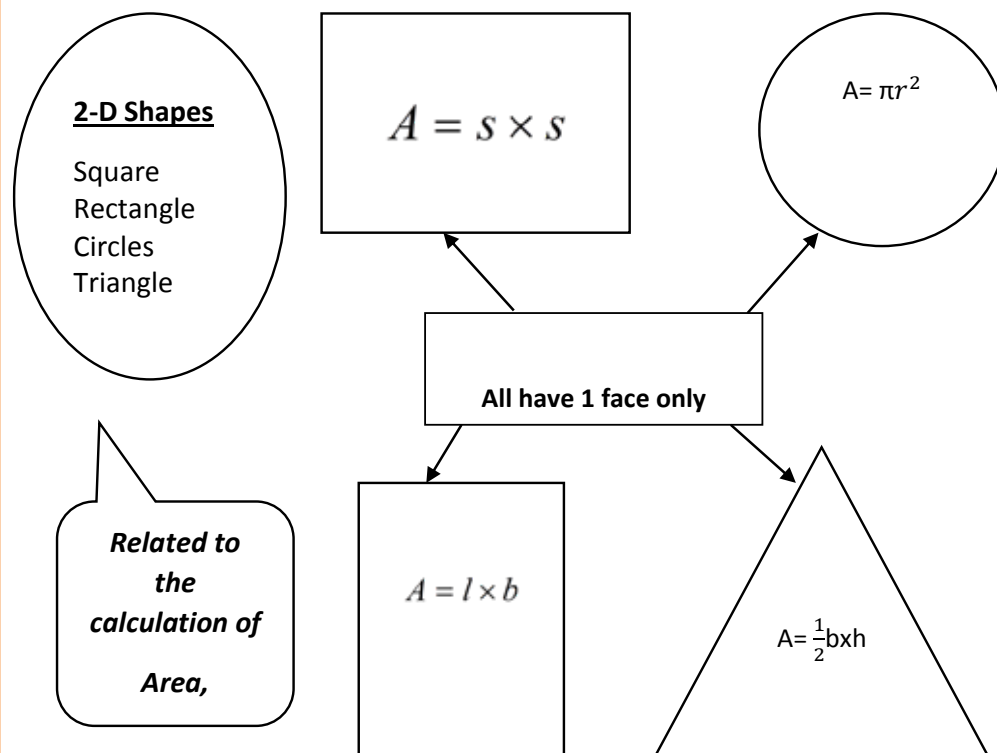 2-D Shapes
Square
Rectangle
Circles
Triangle
A = s × s
A= πr²
All have 1 face only
Related to
the
calculation of
Area,
A = l × b
A= ½bxh